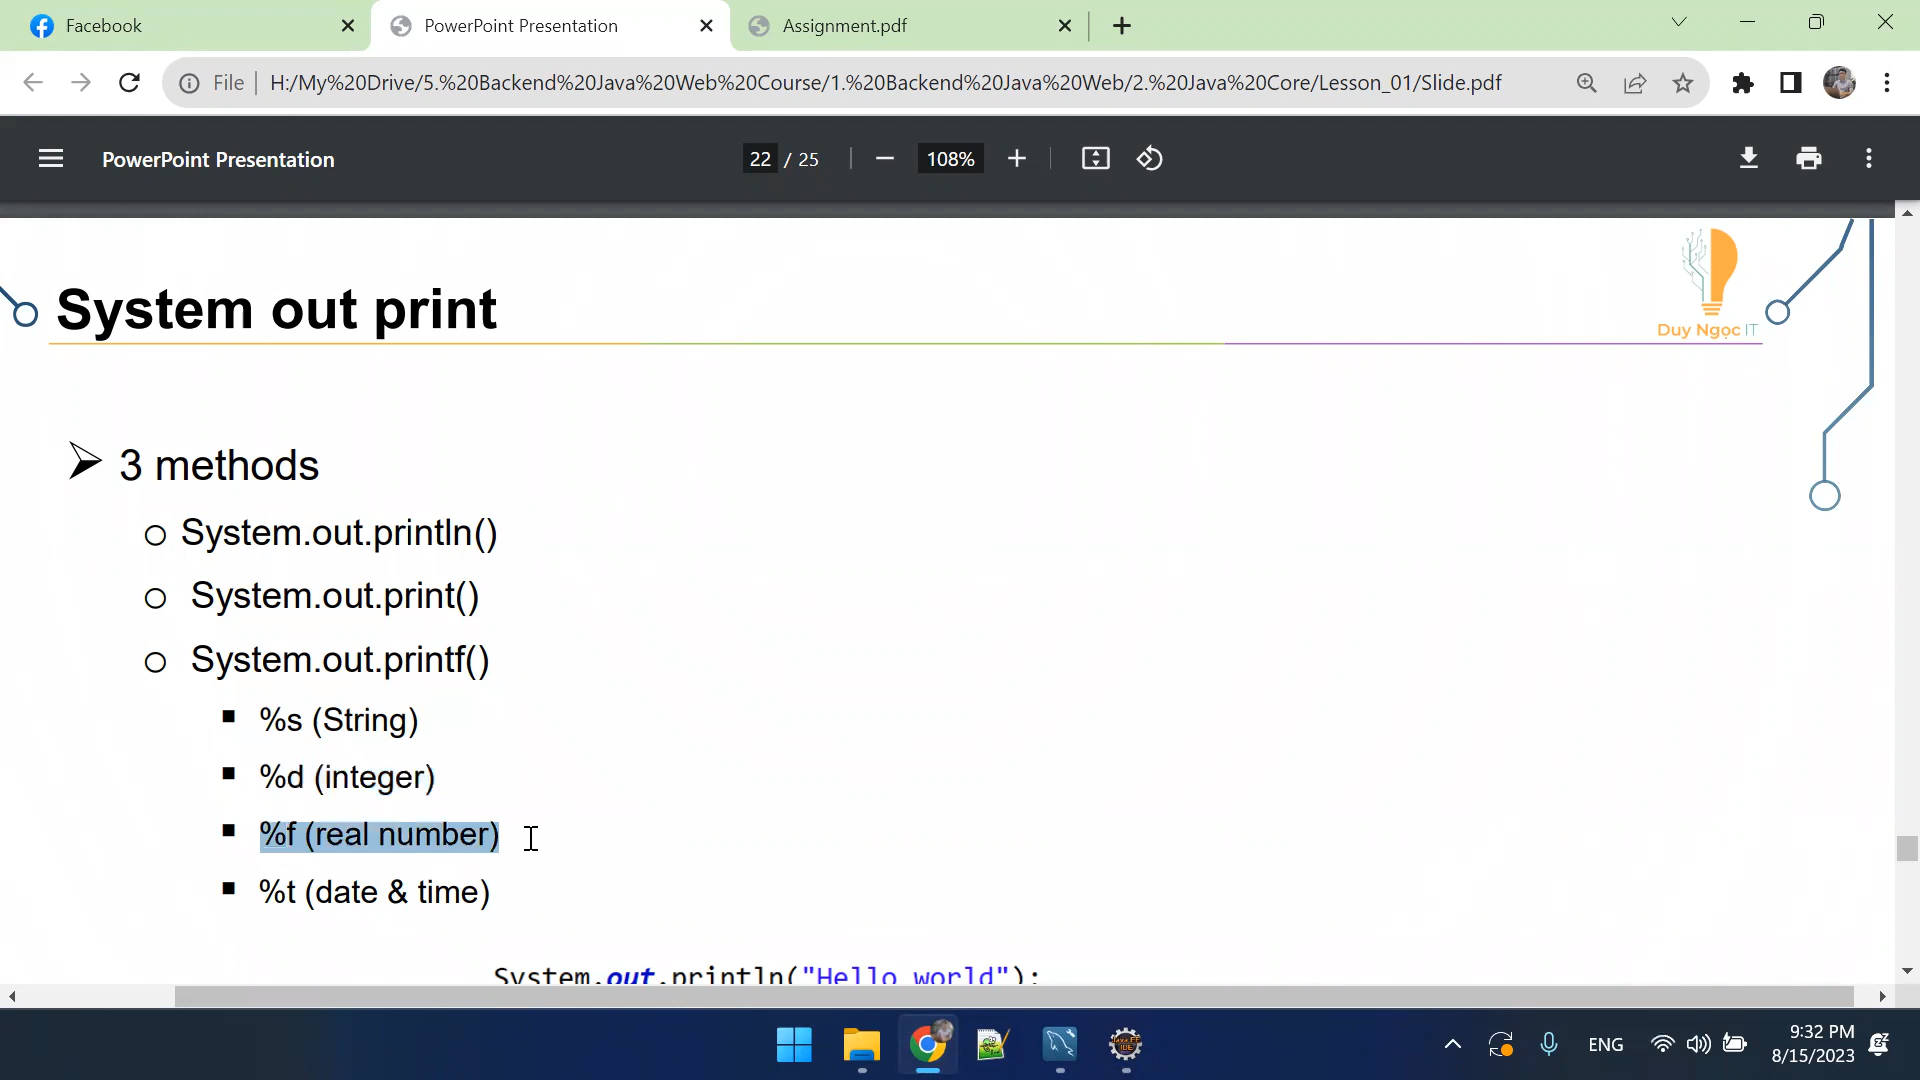 Facebook
PowerPoint Presentation
Assignment.pdf
File
H:/My%20Drive/5.%20Backend%20Java%20Web%20Course/1.%20Backend%20Java%20Web/2.%20Java%20Core/Lesson_01/Slide.pdf
PowerPoint Presentation
22 / 25
108%
System out print
Duy Ngọc IT
3 methods
System.out.println()
System.out.print()
System.out.printf()
%s (String)
%d (integer)
%f (real number)
%t (date & time)
System.out.println("Hello world");
ENG
9:32 PM
8/15/2023